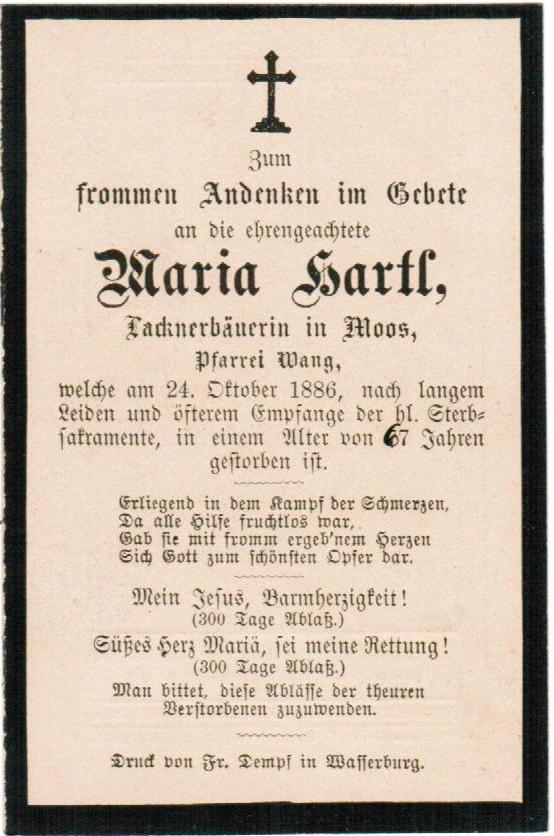 Zum
frommen Andenken im Gebete
an die ehrengeachtete
Maria Hartl,
Lacknerbäuerin in Moos,
Pfarrei Wang,
welche am 24. Oktober 1886, nach langem
Leiden und öfterem Empfange der hl. Sterb-
sakramente, in einem Alter von 67 Jahren
gestorben ist.
Erliegend in dem Kampf der Schmerzen,
Da alle Hilfe fruchtlos war,
Gab sie mit fromm ergeb'nem Herzen
Sich Gott zum schönsten Opfer dar.
Mein Jesus, Barmherzigkeit!
(300 Tage Ablaß.)
Süßes Herz Mariä, sei meine Rettung!
(300 Tage Ablaß.)
Man bittet, diese Ablässe der theuren
Verstorbenen zuzuwenden.
Druck von Fr. Dempf in Wasserburg.